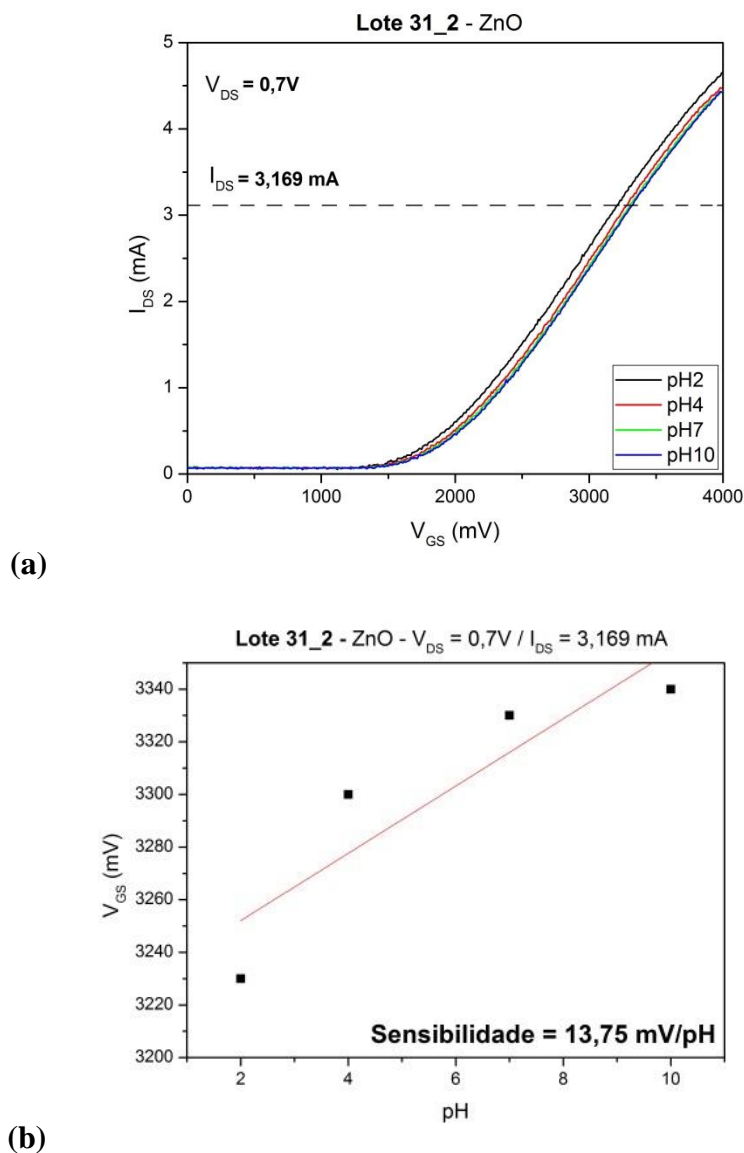 Lote 31_2 - ZnO
V_DS = 0,7V
I_DS = 3,169 mA
5
4
3
2
1
0
I_DS (mA)
pH2
pH4
pH7
pH10
0 1000 2000 3000 4000
V_GS (mV)
(a)
Lote 31_2 - ZnO - V_DS = 0,7V / I_DS = 3,169 mA
3340
3320
3300
3280
3260
3240
3220
3200
V_GS (mV)
Sensibilidade = 13,75 mV/pH
2 4 6 8 10
pH
(b)